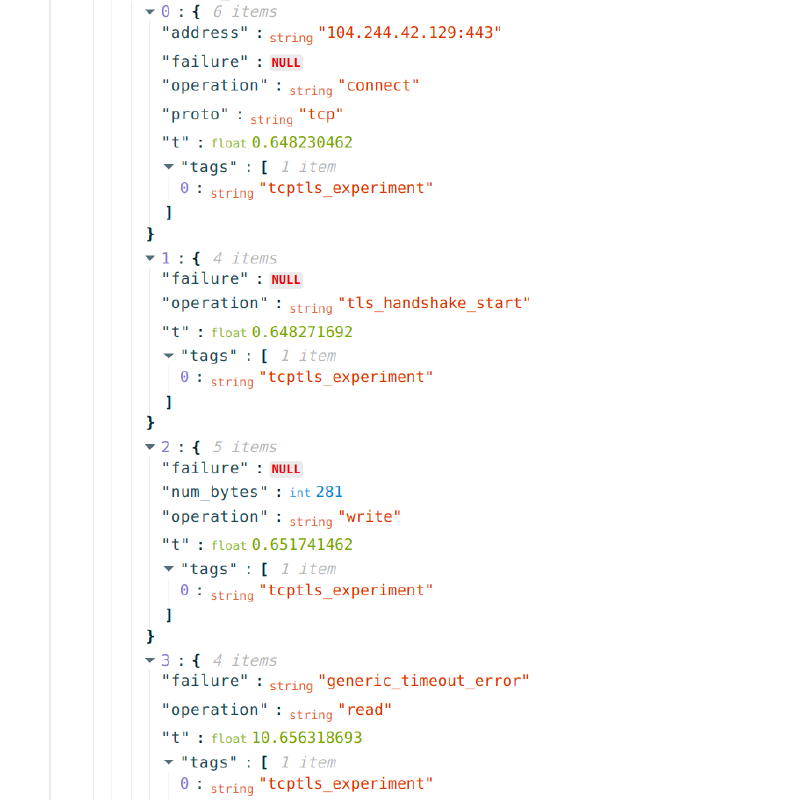 0 : { 6 items
"address" : string "104.244.42.129:443"
"failure" : NULL
"operation" : string "connect"
"proto" : string "tcp"
"t" : float 0.648230462
"tags" : [ 1 item
0 : string "tcptls_experiment"
]
}
1 : { 4 items
"failure" : NULL
"operation" : string "tls_handshake_start"
"t" : float 0.648271692
"tags" : [ 1 item
0 : string "tcptls_experiment"
]
}
2 : { 5 items
"failure" : NULL
"num_bytes" : int 281
"operation" : string "write"
"t" : float 0.651741462
"tags" : [ 1 item
0 : string "tcptls_experiment"
]
}
3 : { 4 items
"failure" : string "generic_timeout_error"
"operation" : string "read"
"t" : float 10.656318693
"tags" : [ 1 item
0 : string "tcptls_experiment"